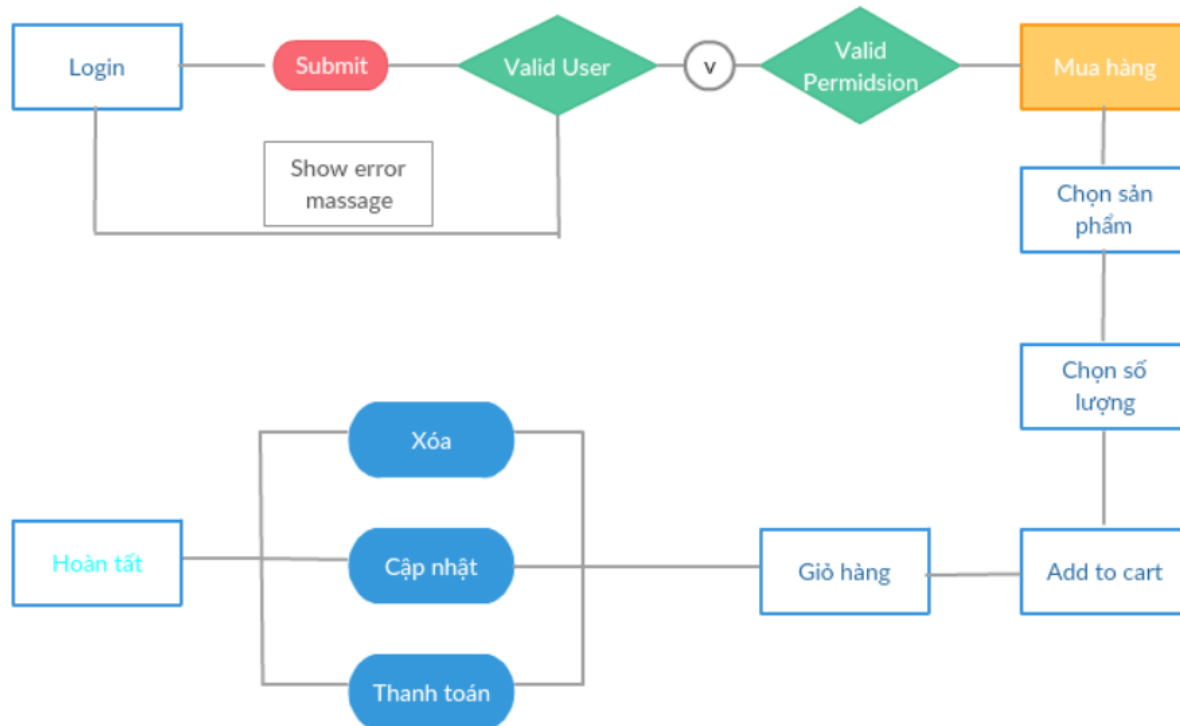 Login
Submit
Valid User
v
Valid
Permidsion
Mua hàng
Show error
massage
Chọn sản
phẩm
Chọn số
lượng
Xóa
Hoàn tất
Cập nhật
Giỏ hàng
Add to cart
Thanh toán